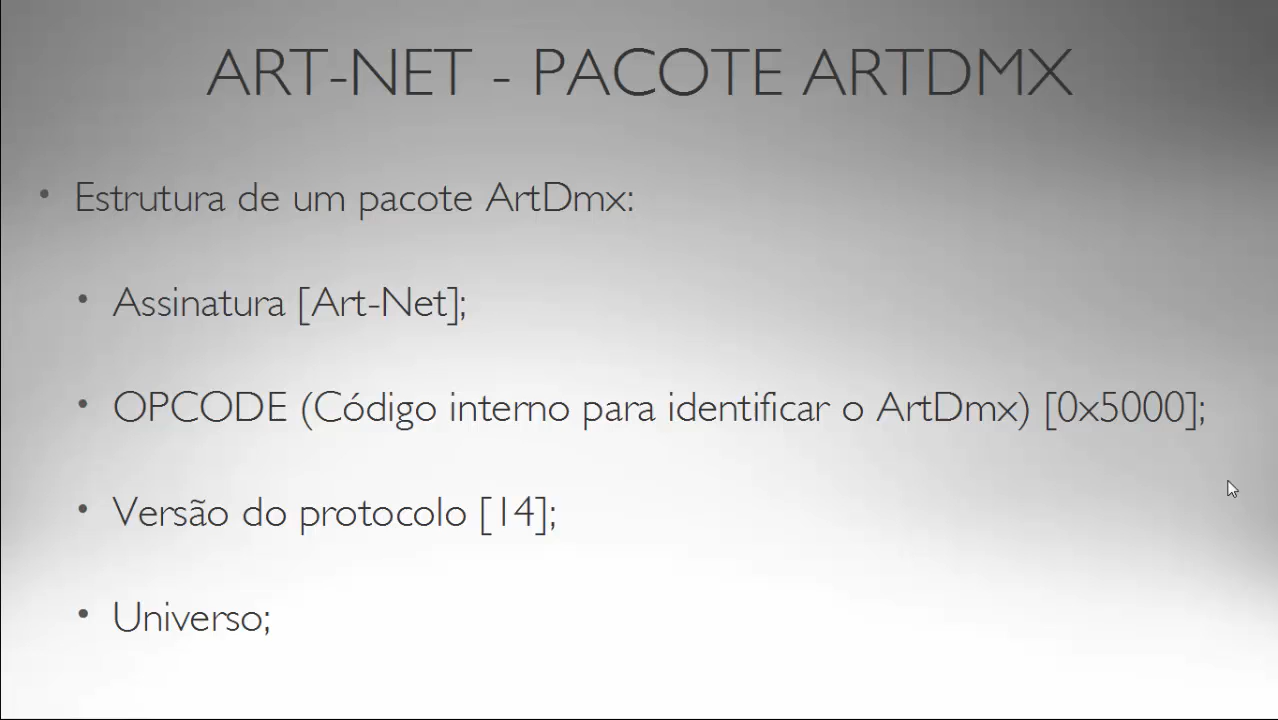 ART-NET - PACOTE ARTDMX
• Estrutura de um pacote ArtDmx:
• Assinatura [Art-Net];
• OPCODE (Código interno para identificar o ArtDmx) [0x5000];
• Versão do protocolo [14];
• Universo;